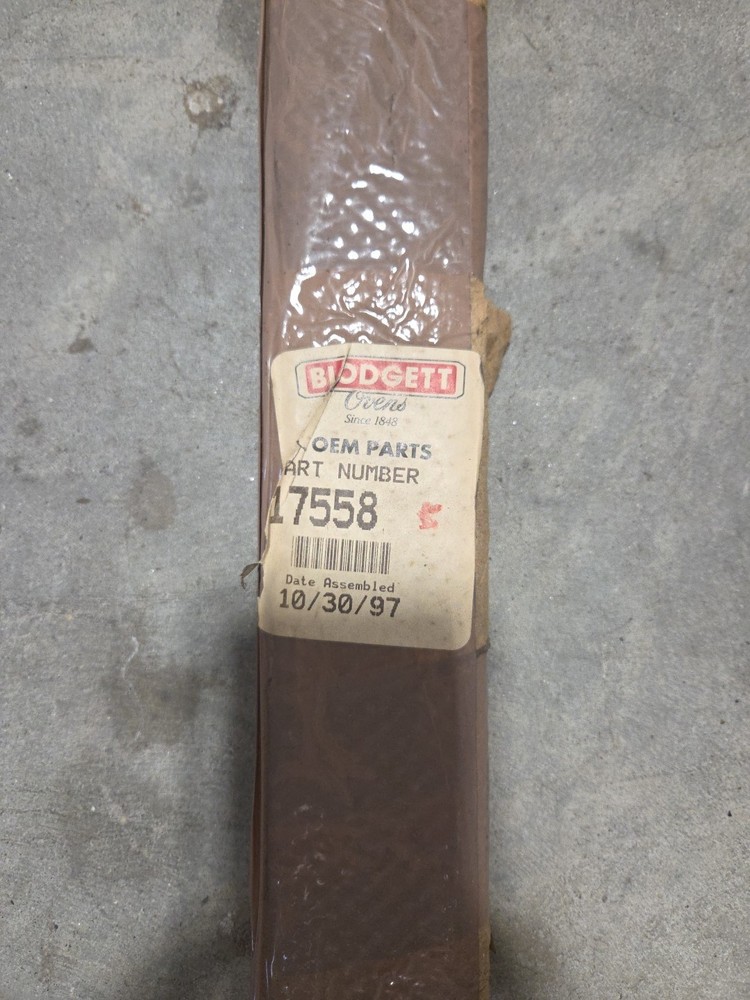 BLODGETT
Ovens
Since 1848
OEM PARTS
ART NUMBER
17558 E
Date Assembled
10/30/97